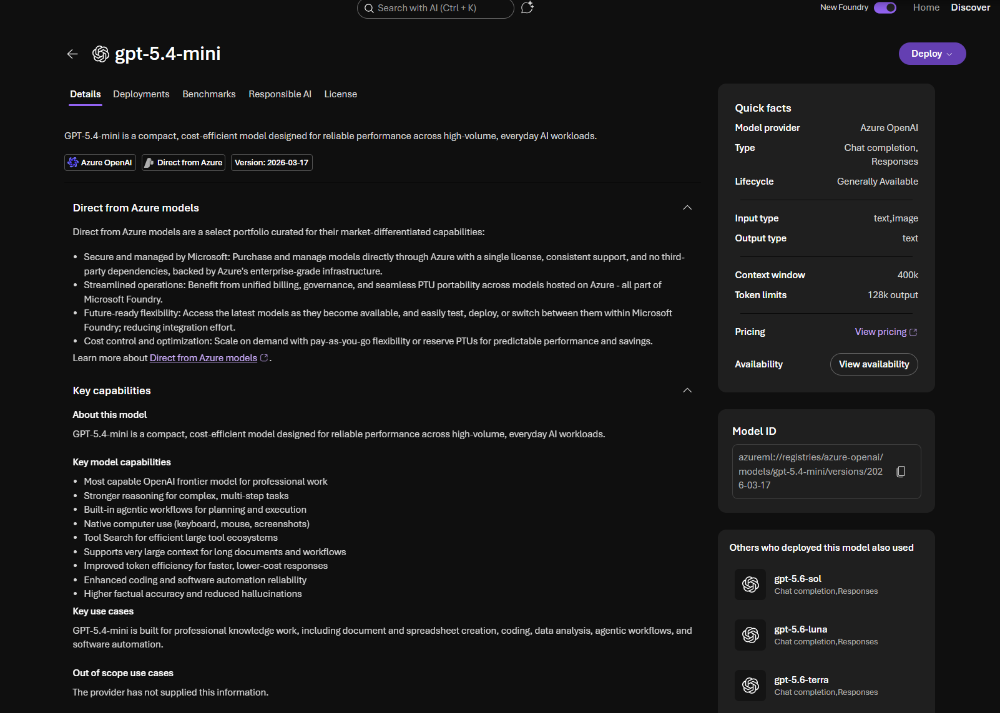 Search with AI (Ctrl + K)
New Foundry
Home
Discover
gpt-5.4-mini
Deploy
Details
Deployments
Benchmarks
Responsible AI
License
GPT-5.4-mini is a compact, cost-efficient model designed for reliable performance across high-volume, everyday AI workloads.
Azure OpenAI
Direct from Azure
Version: 2026-03-17
Direct from Azure models
Direct from Azure models are a select portfolio curated for their market-differentiated capabilities:
• Secure and managed by Microsoft: Purchase and manage models directly through Azure with a single license, consistent support, and no third-
party dependencies, backed by Azure's enterprise-grade infrastructure.
• Streamlined operations: Benefit from unified billing, governance, and seamless PTU portability across models hosted on Azure - all part of
Microsoft Foundry.
• Future-ready flexibility: Access the latest models as they become available, and easily test, deploy, or switch between them within Microsoft
Foundry; reducing integration effort.
• Cost control and optimization: Scale on demand with pay-as-you-go flexibility or reserve PTUs for predictable performance and savings.
Learn more about Direct from Azure models .
Key capabilities
About this model
GPT-5.4-mini is a compact, cost-efficient model designed for reliable performance across high-volume, everyday AI workloads.
Key model capabilities
• Most capable OpenAI frontier model for professional work
• Stronger reasoning for complex, multi-step tasks
• Built-in agentic workflows for planning and execution
• Native computer use (keyboard, mouse, screenshots)
• Tool Search for efficient large tool ecosystems
• Supports very large context for long documents and workflows
• Improved token efficiency for faster, lower-cost responses
• Enhanced coding and software automation reliability
• Higher factual accuracy and reduced hallucinations
Key use cases
GPT-5.4-mini is built for professional knowledge work, including document and spreadsheet creation, coding, data analysis, agentic workflows, and
software automation.
Out of scope use cases
The provider has not supplied this information.
Quick facts
Model provider
Azure OpenAI
Type
Chat completion,
Responses
Lifecycle
Generally Available
Input type
text,image
Output type
text
Context window
400k
Token limits
128k output
Pricing
View pricing
Availability
View availability
Model ID
azureml://registries/azure-openai/
models/gpt-5.4-mini/versions/202
6-03-17
Others who deployed this model also used
gpt-5.6-sol
Chat completion,Responses
gpt-5.6-luna
Chat completion,Responses
gpt-5.6-terra
Chat completion,Responses